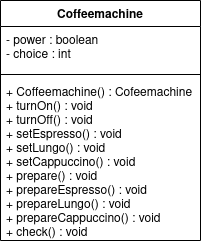 Coffeemachine
- power : boolean
- choice : int
+ Coffeemachine() : Cofeemachine
+ turnOn() : void
+ turnOff() : void
+ setEspresso() : void
+ setLungo() : void
+ setCappuccino() : void
+ prepare() : void
+ prepareEspresso() : void
+ prepareLungo() : void
+ prepareCappuccino() : void
+ check() : void